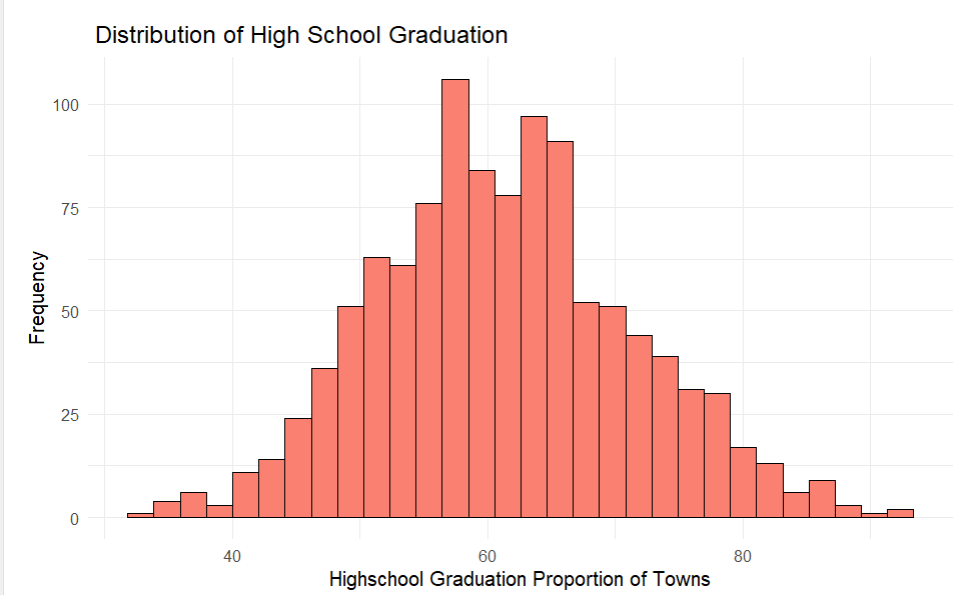 Distribution of High School Graduation
100
75
50
25
0
Frequency
40 60 80
Highschool Graduation Proportion of Towns